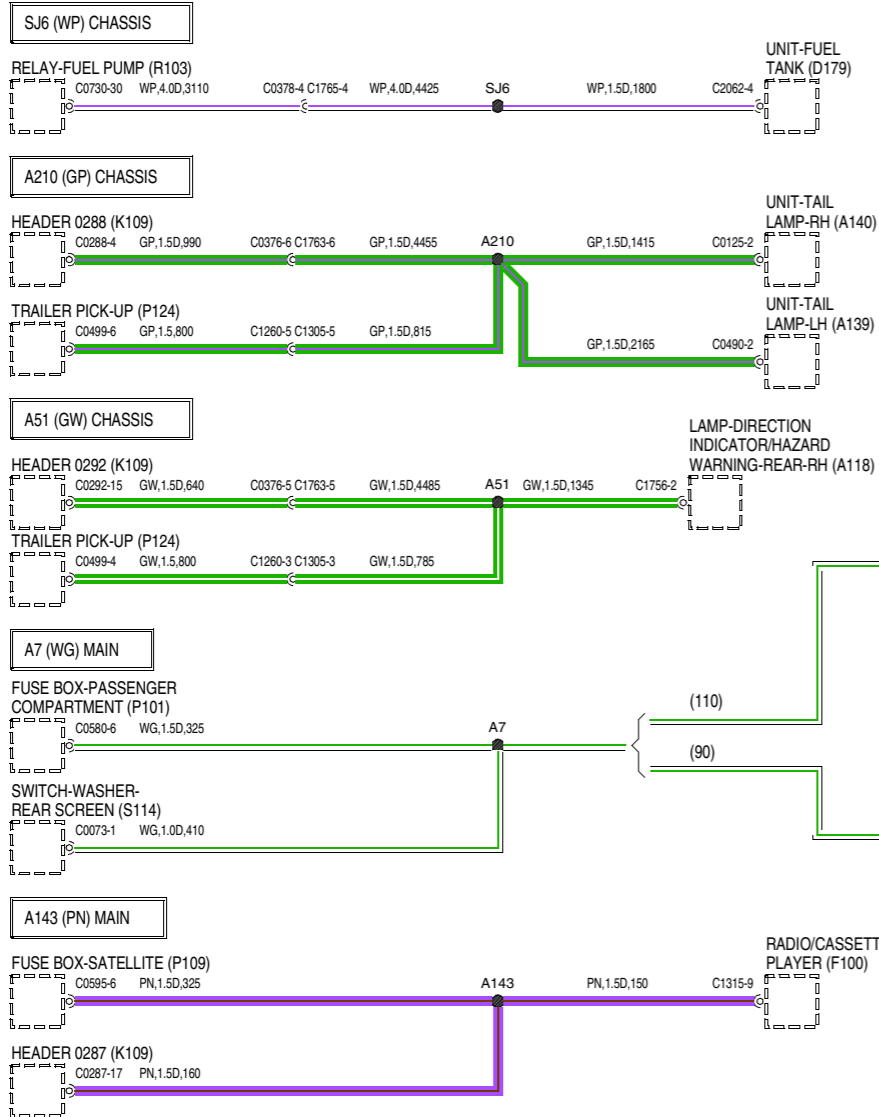 SJ6 (WP) CHASSIS
RELAY-FUEL PUMP (R103)
UNIT-FUEL
TANK (D179)
C0730-30 WP,4.0D,3110 C0378-4 C1765-4 WP,4.0D,4425 SJ6 WP,1.5D,1800 C2062-4
A210 (GP) CHASSIS
HEADER 0288 (K109)
UNIT-TAIL
LAMP-RH (A140)
C0288-4 GP,1.5D,990 C0376-6 C1763-6 GP,1.5D,4455 A210 GP,1.5D,1415 C0125-2
TRAILER PICK-UP (P124)
UNIT-TAIL
LAMP-LH (A139)
C0499-6 GP,1.5,800 C1260-5 C1305-5 GP,1.5D,815
GP,1.5D,2165 C0490-2
A51 (GW) CHASSIS
LAMP-DIRECTION
INDICATOR/HAZARD
WARNING-REAR-RH (A118)
HEADER 0292 (K109)
C0292-15 GW,1.5D,640 C0376-5 C1763-5 GW,1.5D,4485 A51 GW,1.5D,1345 C1756-2
TRAILER PICK-UP (P124)
C0499-4 GW,1.5,800 C1260-3 C1305-3 GW,1.5D,785
A7 (WG) MAIN
FUSE BOX-PASSENGER
COMPARTMENT (P101)
C0580-6 WG,1.5D,325 A7
(110)
(90)
SWITCH-WASHER-
REAR SCREEN (S114)
C0073-1 WG,1.0D,410
A143 (PN) MAIN
FUSE BOX-SATELLITE (P109)
RADIO/CASSETT
PLAYER (F100)
C0595-6 PN,1.5D,325 A143 PN,1.5D,150 C1315-9
HEADER 0287 (K109)
C0287-17 PN,1.5D,160